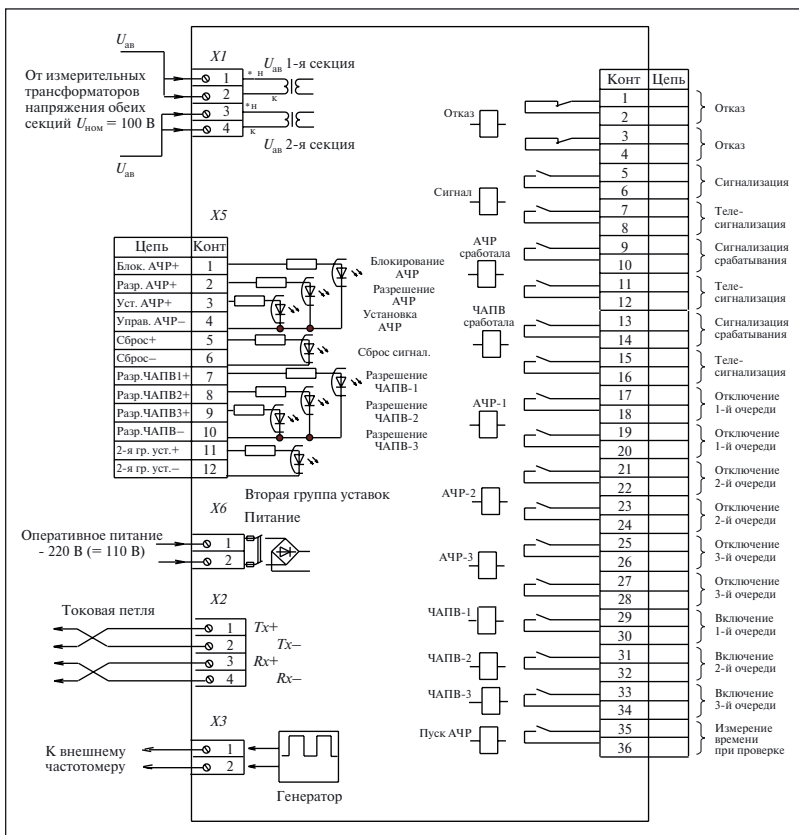 U ав
X1
От измерительных
трансформаторов
напряжения обеих
секций U ном = 100 В
U ав
1
2
3
4
* н
к
*н
к
U ав 1-я секция
U ав 2-я секция
X5
Цепь Конт
Блок. АЧР+ 1
Разр. АЧР+ 2
Уст. АЧР+ 3
Управ. АЧР– 4
Сброс+ 5
Сброс– 6
Разр.ЧАПВ1+ 7
Разр.ЧАПВ2+ 8
Разр.ЧАПВ3+ 9
Разр.ЧАПВ– 10
2-я гр. уст.+ 11
2-я гр. уст.– 12
Блокирование
АЧР
Разрешение
АЧР
Установка
АЧР
Сброс сигнал.
Разрешение
ЧАПВ-1
Разрешение
ЧАПВ-2
Разрешение
ЧАПВ-3
Вторая группа уставок
X6
Питание
Оперативное питание
- 220 В (= 110 В)
1
2
X2
Токовая петля
1 Tx+
2 Tx–
3 Rx+
4 Rx–
X3
К внешнему
частотомеру
1
2
Генератор
Отказ
Сигнал
АЧР
сработала
ЧАПВ
сработала
АЧР-1
АЧР-2
АЧР-3
ЧАПВ-1
ЧАПВ-2
ЧАПВ-3
Пуск АЧР
Конт Цепь
1
2
Отказ
3
4
Отказ
5
6
Сигнализация
7
8
Теле-
сигнализация
9
10
Сигнализация
срабатывания
11
12
Теле-
сигнализация
13
14
Сигнализация
срабатывания
15
16
Теле-
сигнализация
17
18
Отключение
1-й очереди
19
20
Отключение
1-й очереди
21
22
Отключение
2-й очереди
23
24
Отключение
2-й очереди
25
26
Отключение
3-й очереди
27
28
Отключение
3-й очереди
29
30
Включение
1-й очереди
31
32
Включение
2-й очереди
33
34
Включение
3-й очереди
35
36
Измерение
времени
при проверке